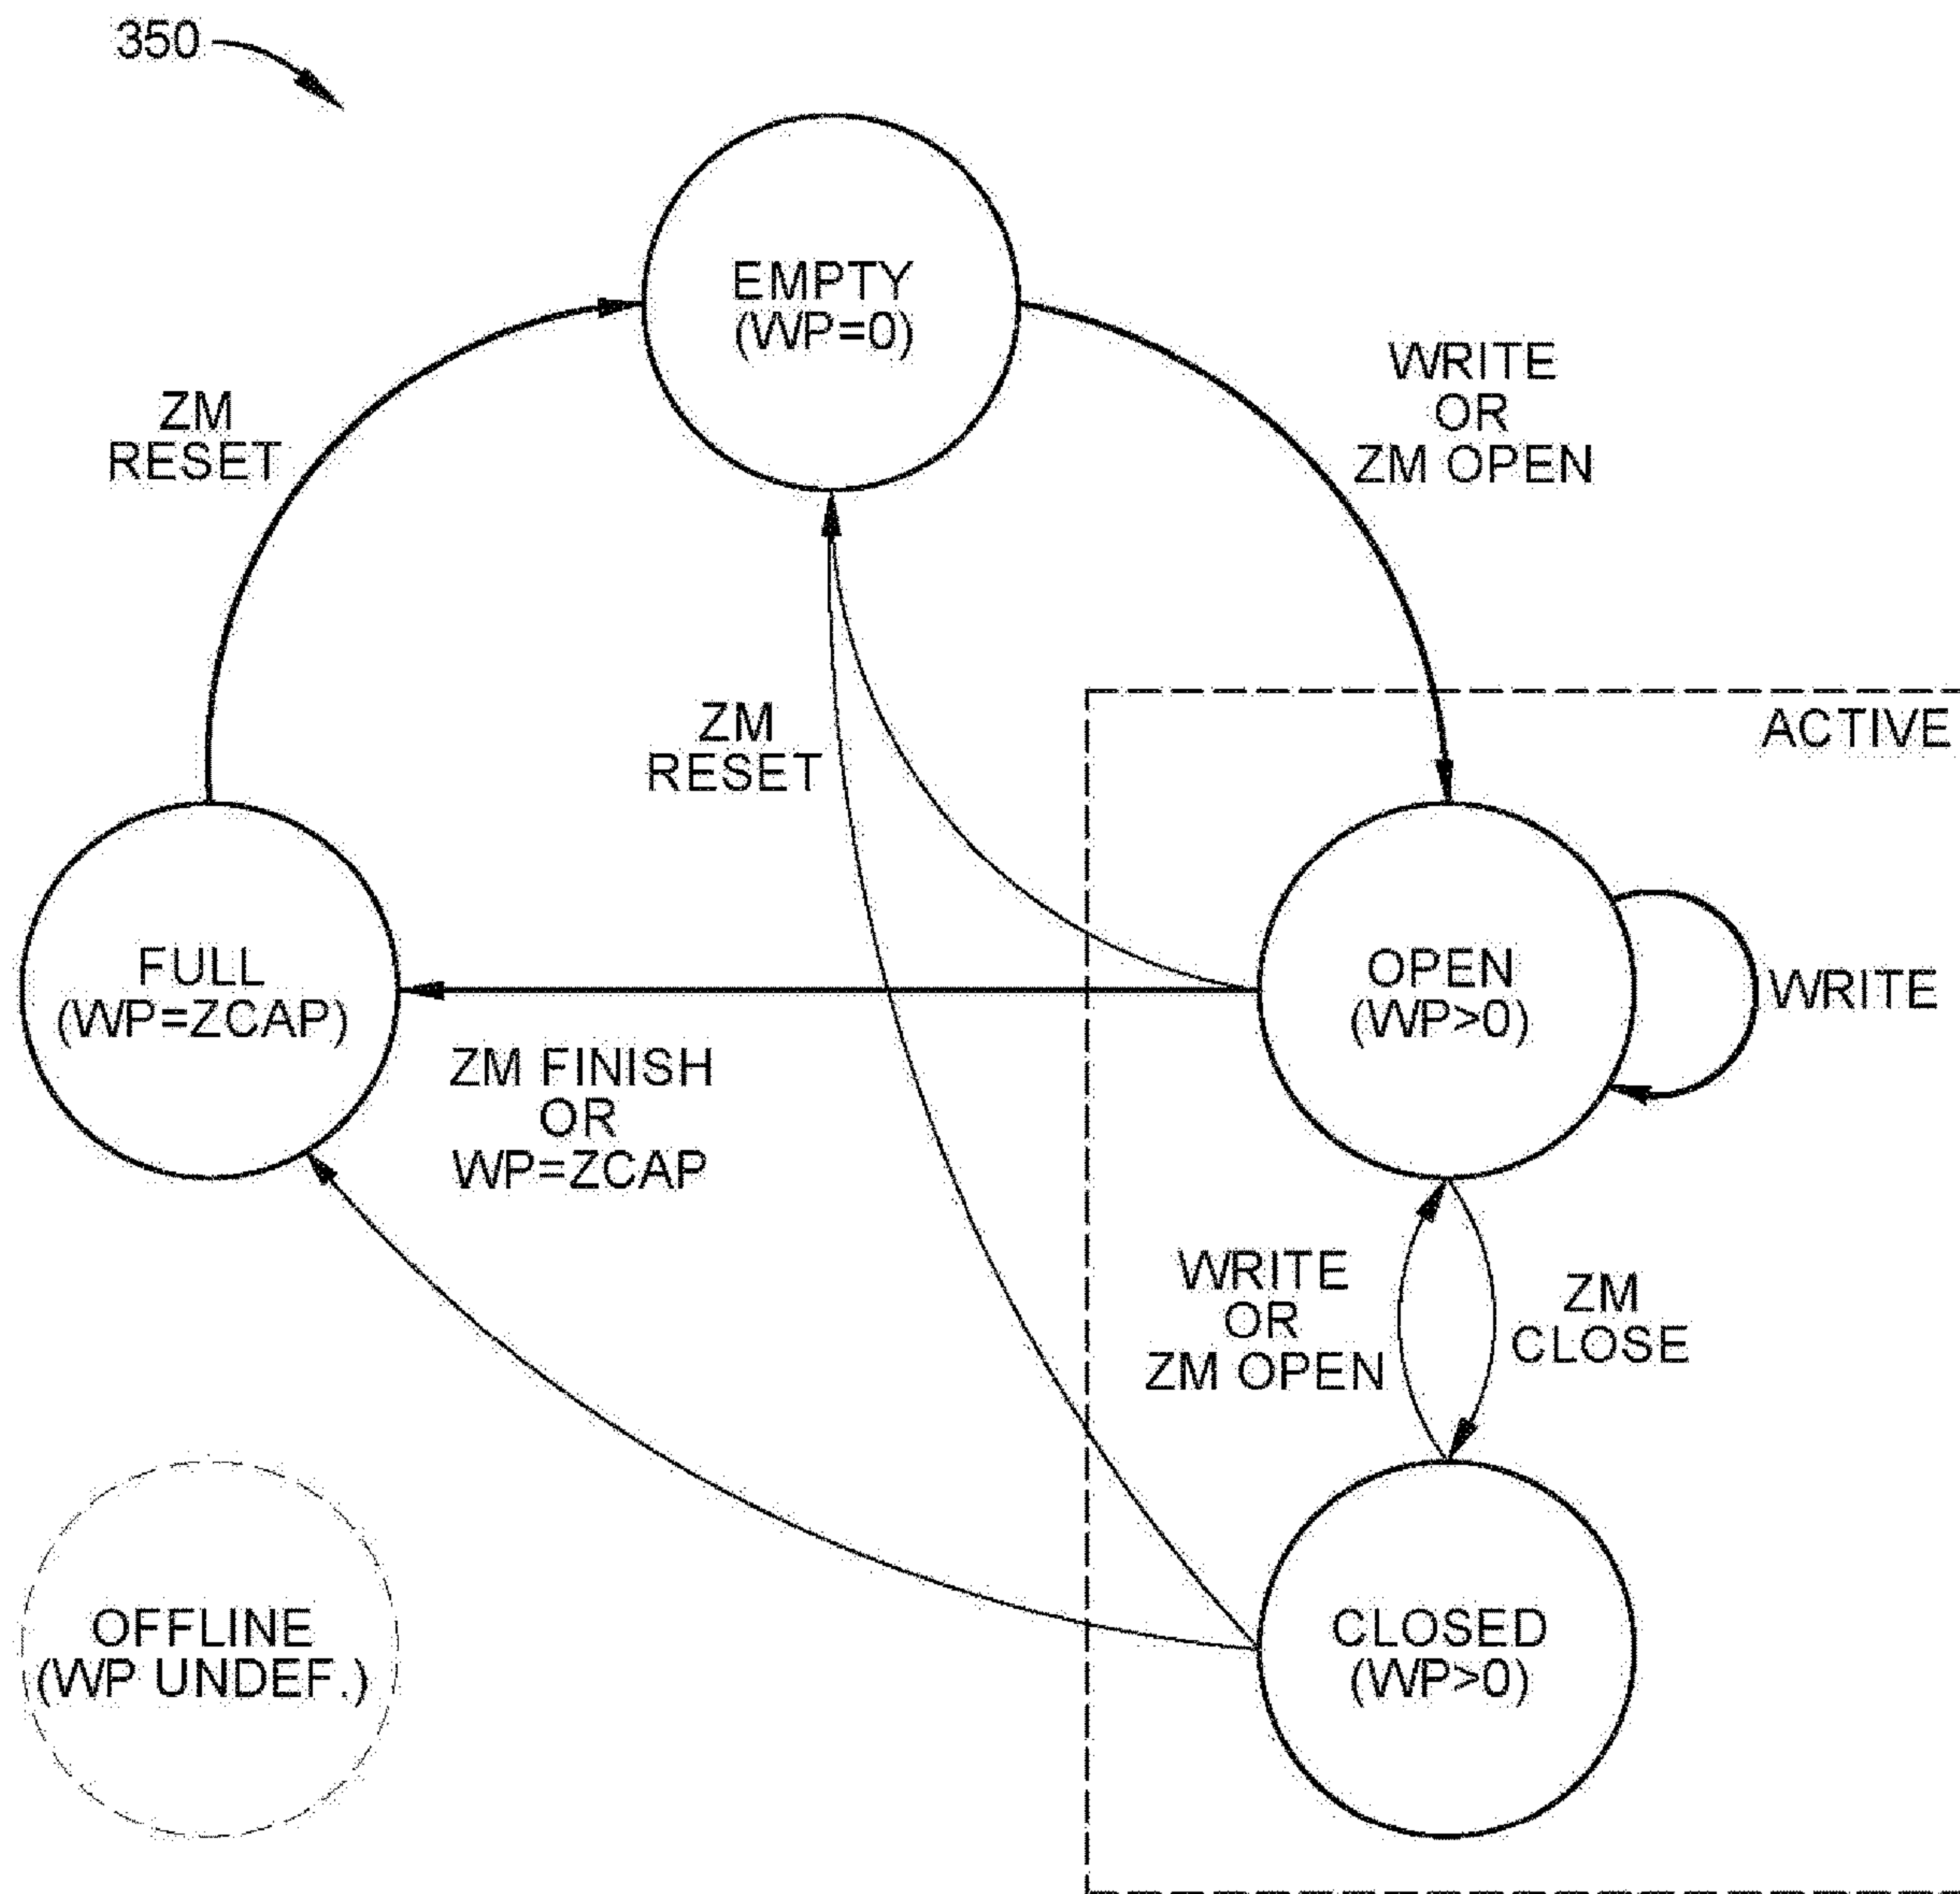 350
EMPTY
(WP=0)
WRITE
OR
ZM OPEN
ZM
RESET
ZM
RESET
ACTIVE
FULL
(WP=ZCAP)
OPEN
(WP>0)
WRITE
ZM FINISH
OR
WP=ZCAP
WRITE
OR
ZM OPEN
ZM
CLOSE
OFFLINE
(WP UNDEF.)
CLOSED
(WP>0)